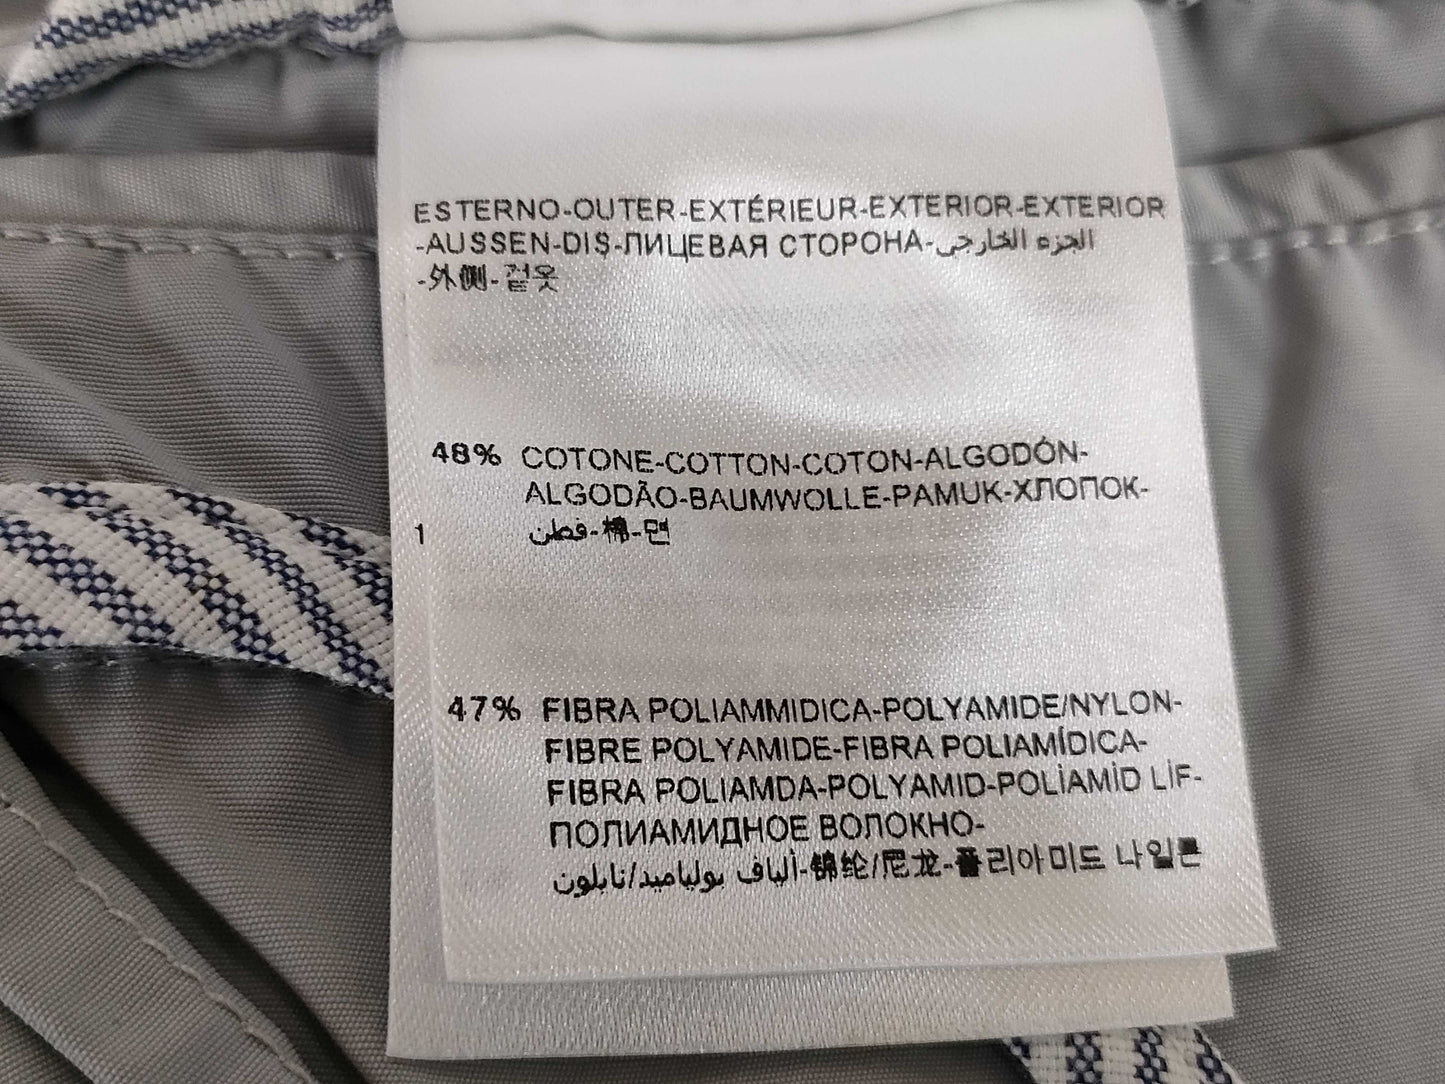 ESTERNO-OUTER-EXTÉRIEUR-EXTERIOR-EXTERIOR
-AUSSEN-DIŞ-ЛИЦЕВАЯ СТОРОНА-الجزء الخارجي
-外侧-겉옷
48% COTONE-COTTON-COTON-ALGODÓN-
ALGODÃO-BAUMWOLLE-PAMUK-ХЛОПОК-
1 قطن-棉-면
47% FIBRA POLIAMMIDICA-POLYAMIDE/NYLON-
FIBRE POLYAMIDE-FIBRA POLIAMÍDICA-
FIBRA POLIAMDA-POLYAMID-POLİAMİD LİF-
ПОЛИАМИДНОЕ ВОЛОКНО-
ألياف بولياميد/نايلون-锦纶/尼龙-폴리아미드 나일론